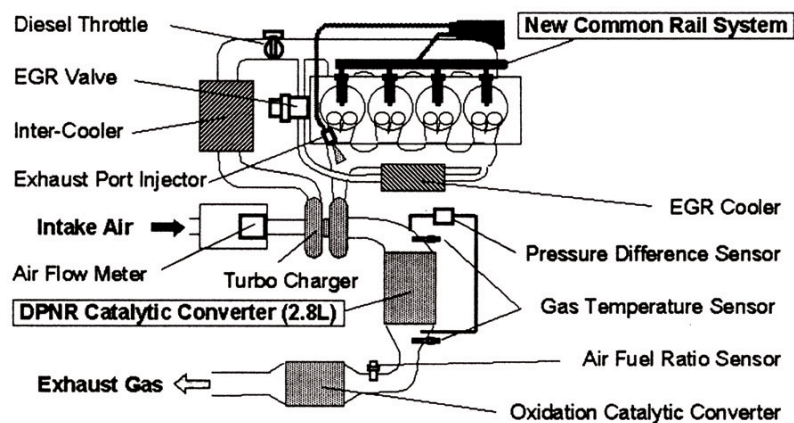 Diesel Throttle
New Common Rail System
EGR Valve
Inter-Cooler
Exhaust Port Injector
EGR Cooler
Intake Air
Pressure Difference Sensor
Air Flow Meter
Turbo Charger
Gas Temperature Sensor
DPNR Catalytic Converter (2.8L)
Air Fuel Ratio Sensor
Exhaust Gas
Oxidation Catalytic Converter